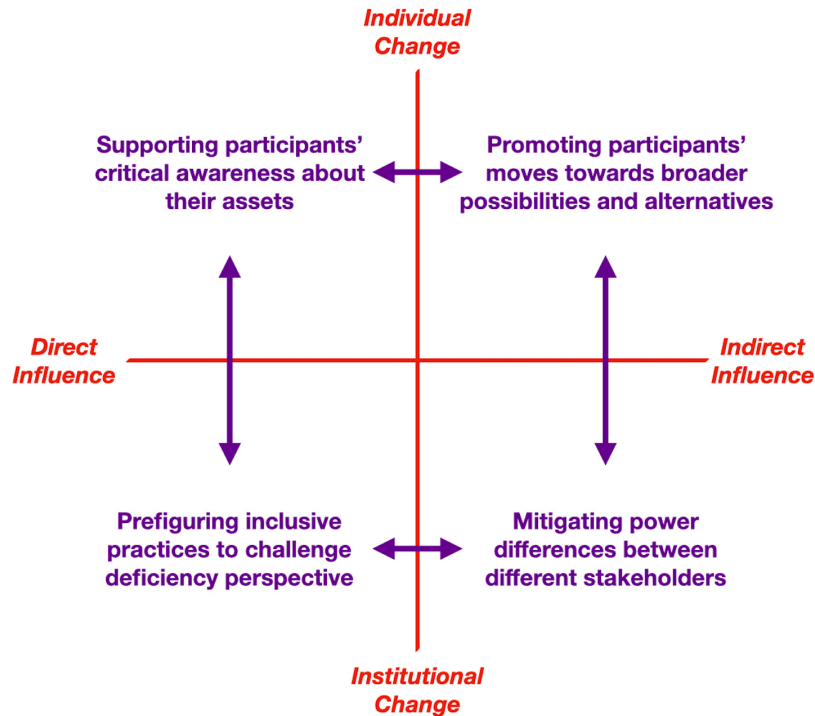 Individual
Change
Supporting participants’
critical awareness about
their assets
Promoting participants’
moves towards broader
possibilities and alternatives
Direct
Influence
Indirect
Influence
Prefiguring inclusive
practices to challenge
deficiency perspective
Mitigating power
differences between
different stakeholders
Institutional
Change